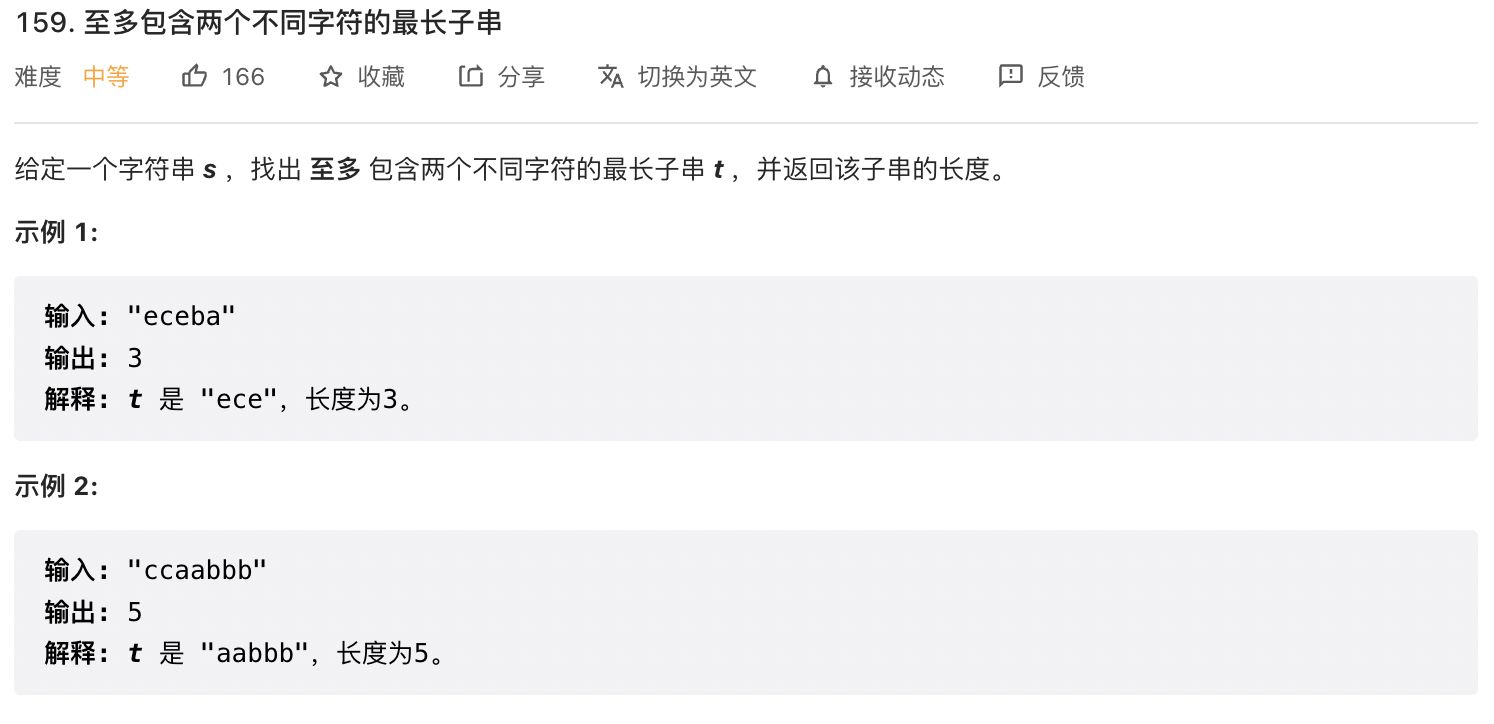 159. 至多包含两个不同字符的最长子串
难度 中等 166 收藏 分享 切换为英文 接收动态 反馈
给定一个字符串 s ，找出 至多 包含两个不同字符的最长子串 t ，并返回该子串的长度。
示例 1:
输入: "eceba"
输出: 3
解释: t 是 "ece"，长度为3。
示例 2:
输入: "ccaabbb"
输出: 5
解释: t 是 "aabbb"，长度为5。